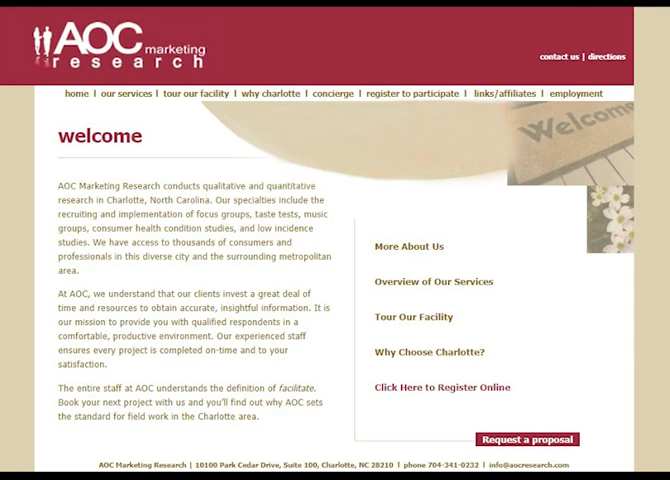 AOC marketing
research
contact us | directions
home | our services | tour our facility | why charlotte | concierge | register to participate | links/affiliates | employment
welcome
Welcome
AOC Marketing Research conducts qualitative and quantitative
research in Charlotte, North Carolina. Our specialties include the
recruiting and implementation of focus groups, taste tests, music
groups, consumer health condition studies, and low incidence
studies. We have access to thousands of consumers and
professionals in this diverse city and the surrounding metropolitan
area.
At AOC, we understand that our clients invest a great deal of
time and resources to obtain accurate, insightful information. It is
our mission to provide you with qualified respondents in a
comfortable, productive environment. Our experienced staff
ensures every project is completed on-time and to your
satisfaction.
The entire staff at AOC understands the definition of facilitate.
Book your next project with us and you'll find out why AOC sets
the standard for field work in the Charlotte area.
More About Us
Overview of Our Services
Tour Our Facility
Why Choose Charlotte?
Click Here to Register Online
Request a proposal
AOC Marketing Research | 10100 Park Cedar Drive, Suite 100, Charlotte, NC 28210 | phone 704-341-0232 | info@aocresearch.com